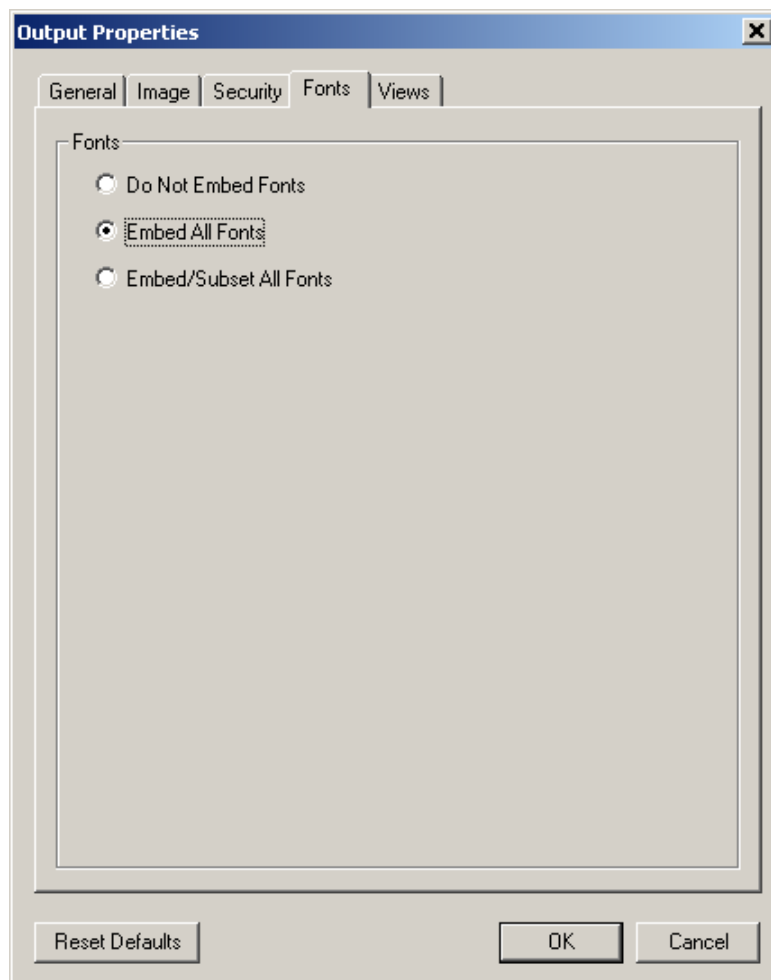 Output Properties
General Image Security Fonts Views
Fonts
Do Not Embed Fonts
Embed All Fonts
Embed/Subset All Fonts
Reset Defaults OK Cancel